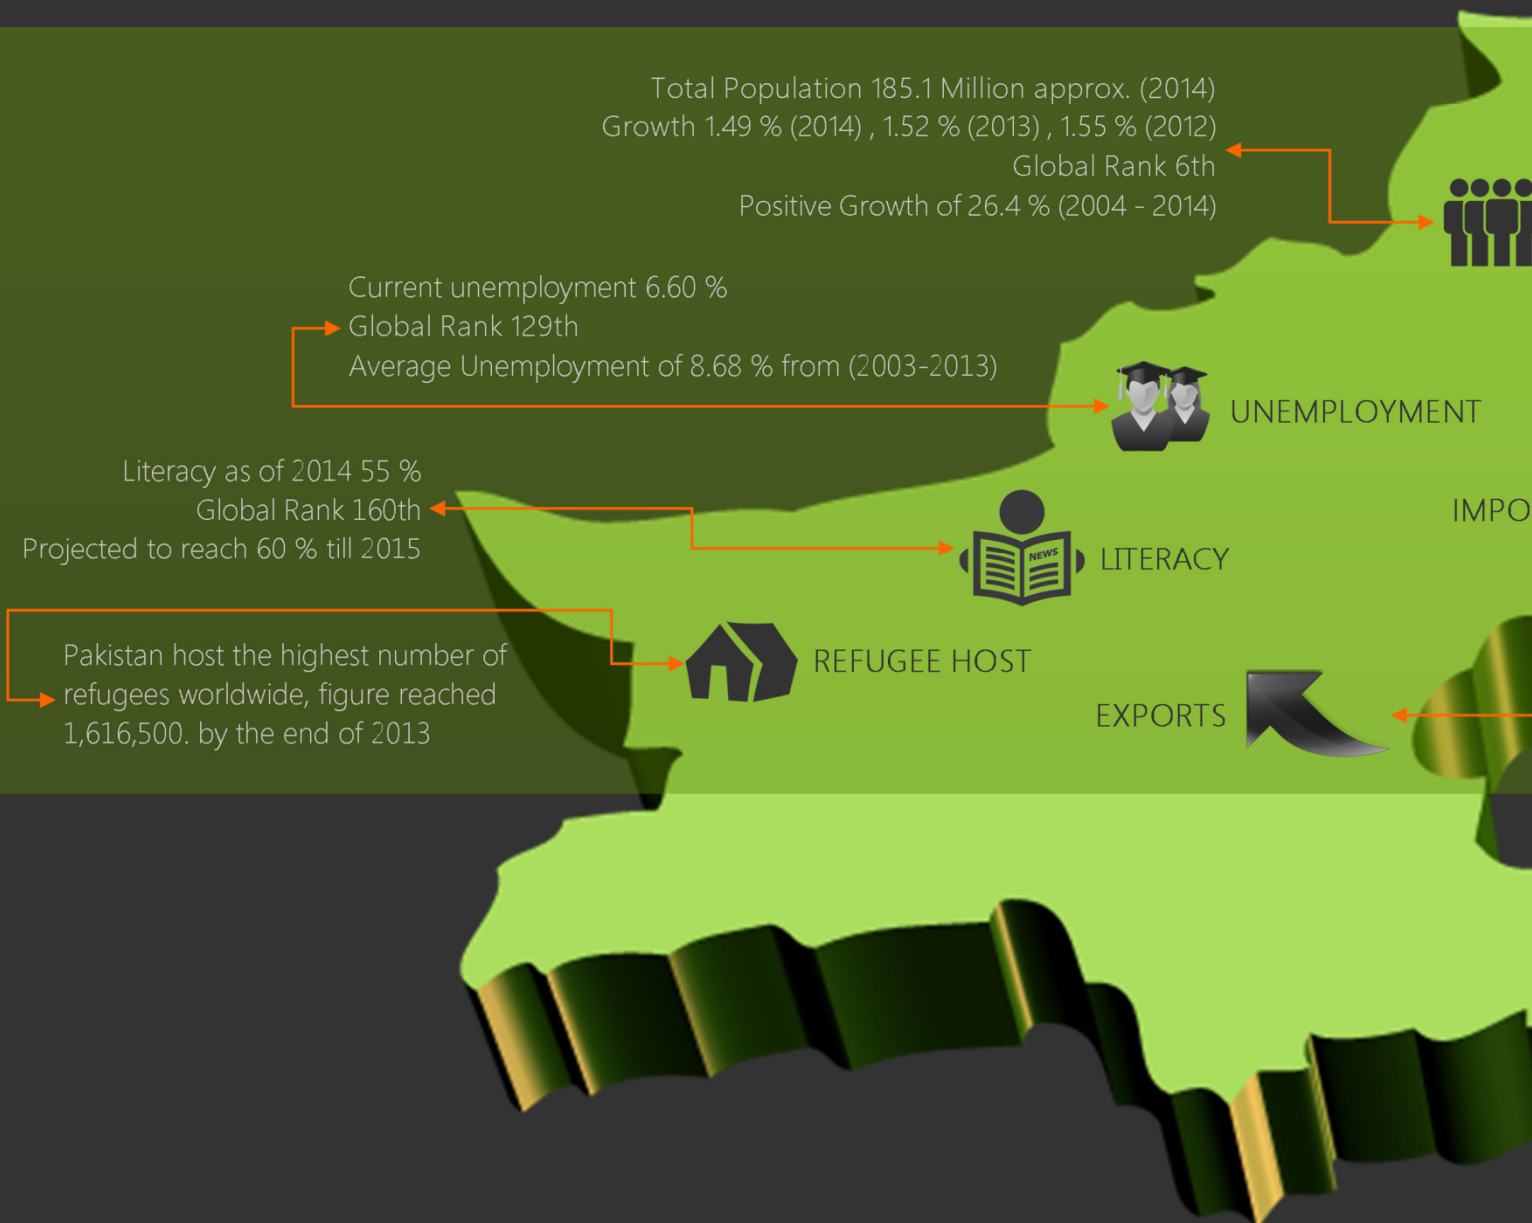 Total Population 185.1 Million approx. (2014)
Growth 1.49 % (2014) , 1.52 % (2013) , 1.55 % (2012)
Global Rank 6th
Positive Growth of 26.4 % (2004 - 2014)
Current unemployment 6.60 %
Global Rank 129th
Average Unemployment of 8.68 % from (2003-2013)
UNEMPLOYMENT
Literacy as of 2014 55 %
Global Rank 160th
Projected to reach 60 % till 2015
IMPO
NEWS
LITERACY
Pakistan host the highest number of
refugees worldwide, figure reached
1,616,500. by the end of 2013
REFUGEE HOST
EXPORTS